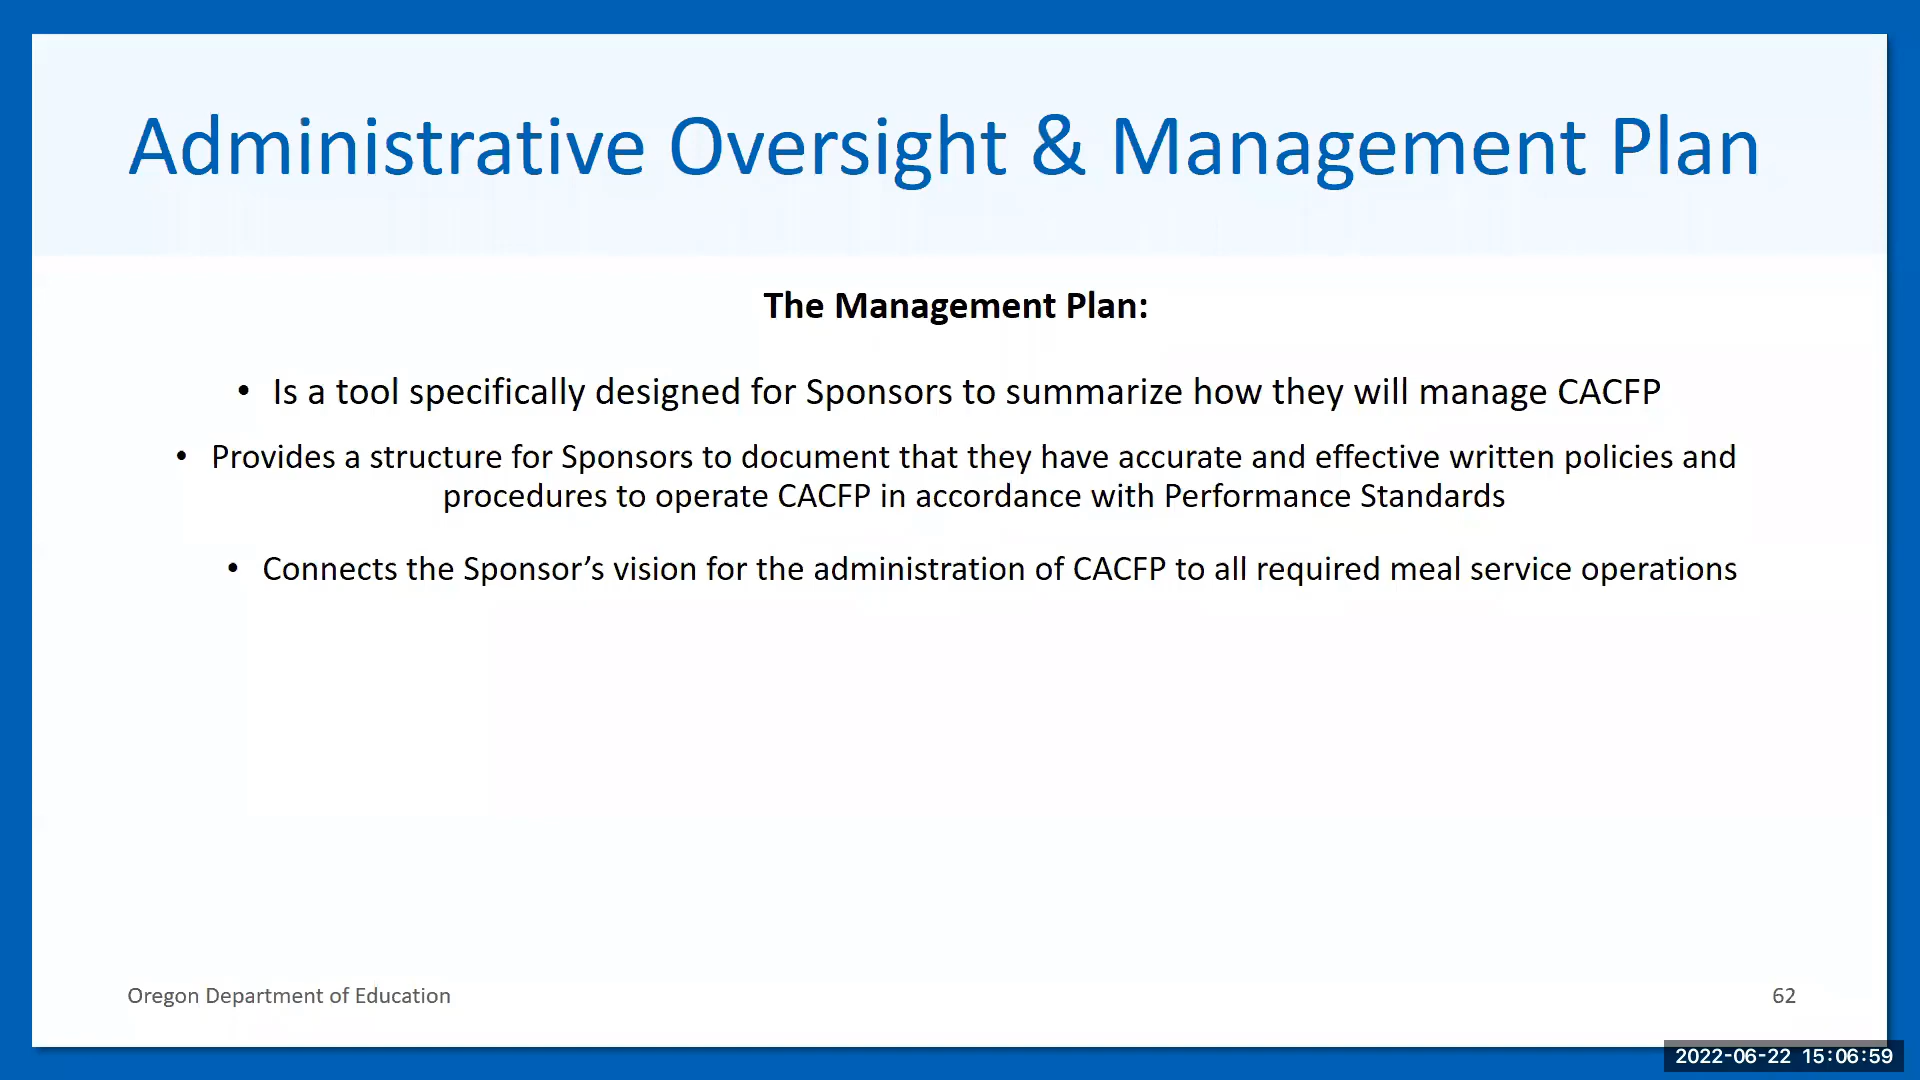 Administrative Oversight & Management Plan
The Management Plan:
• Is a tool specifically designed for Sponsors to summarize how they will manage CACFP
• Provides a structure for Sponsors to document that they have accurate and effective written policies and
procedures to operate CACFP in accordance with Performance Standards
• Connects the Sponsor’s vision for the administration of CACFP to all required meal service operations
Oregon Department of Education
62
2022-06-22 15:06:59